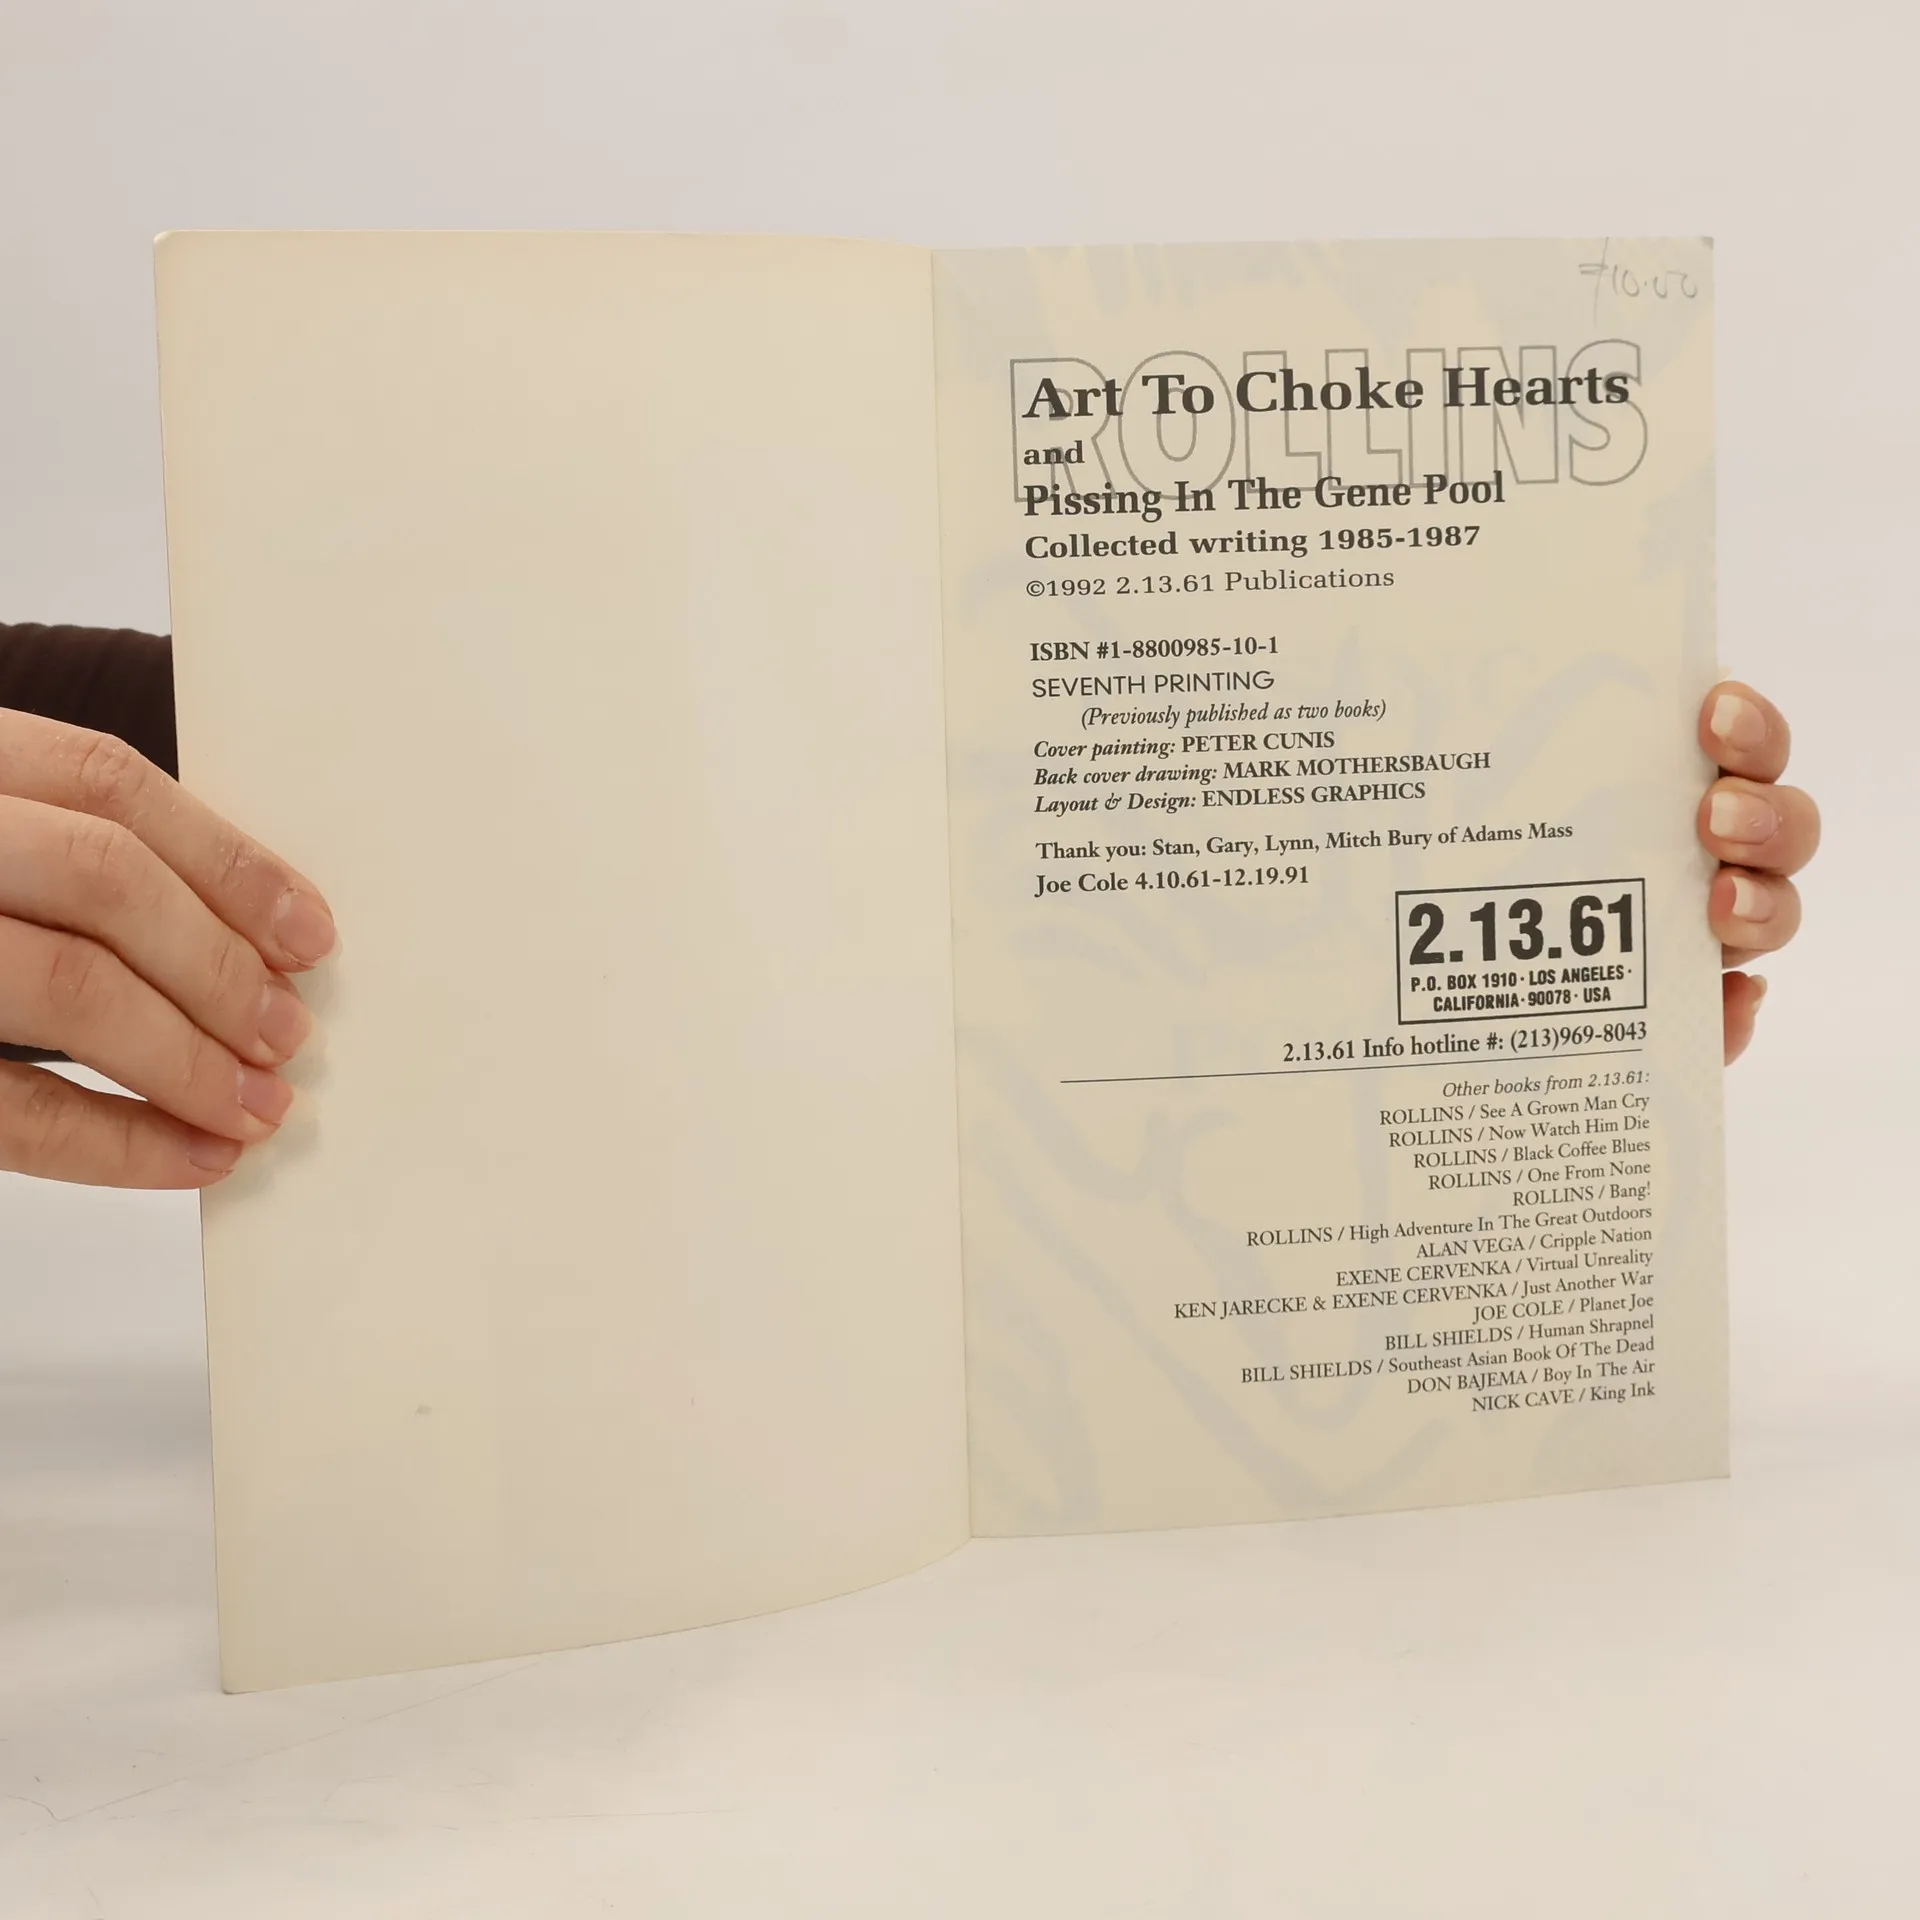 F10.00
ROLLINS
Art To Choke Hearts
and
Pissing In The Gene Pool
Collected writing 1985-1987
©1992 2.13.61 Publications
ISBN #1-8800985-10-1
SEVENTH PRINTING
(Previously published as two books)
Cover painting: PETER CUNIS
Back cover drawing: MARK MOTHERSBAUGH
Layout & Design: ENDLESS GRAPHICS
Thank you: Stan, Gary, Lynn, Mitch Bury of Adams Mass
Joe Cole 4.10.61-12.19.91
2.13.61
P.O. BOX 1910 · LOS ANGELES ·
CALIFORNIA · 90078 · USA
2.13.61 Info hotline #: (213)969-8043
Other books from 2.13.61:
ROLLINS / See A Grown Man Cry
ROLLINS / Now Watch Him Die
ROLLINS / Black Coffee Blues
ROLLINS / One From None
ROLLINS / Bang!
ROLLINS / High Adventure In The Great Outdoors
ALAN VEGA / Cripple Nation
EXENE CERVENKA / Virtual Unreality
KEN JARECKE & EXENE CERVENKA / Just Another War
JOE COLE / Planet Joe
BILL SHIELDS / Human Shrapnel
BILL SHIELDS / Southeast Asian Book Of The Dead
DON BAJEMA / Boy In The Air
NICK CAVE / King Ink